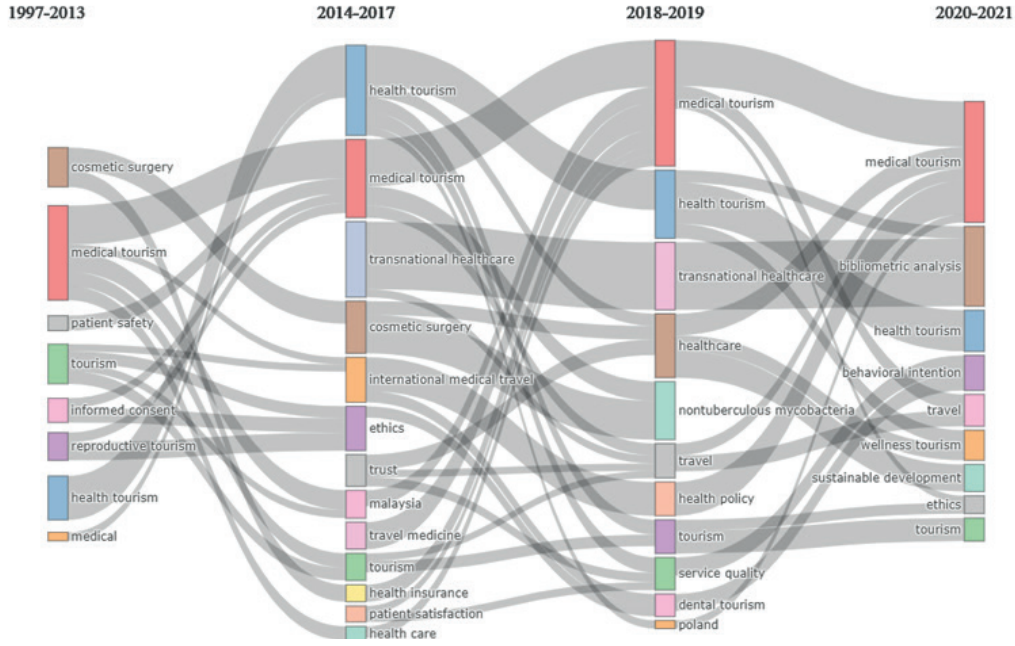 1997-2013
2014-2017
2018-2019
2020-2021
cosmetic surgery
medical tourism
patient safety
tourism
informed consent
reproductive tourism
health tourism
medical
health tourism
medical tourism
transnational healthcare
cosmetic surgery
international medical travel
ethics
trust
malaysia
travel medicine
tourism
health insurance
patient satisfaction
health care
medical tourism
health tourism
transnational healthcare
healthcare
nontuberculous mycobacteria
travel
health policy
tourism
service quality
dental tourism
poland
medical tourism
bibliometric analysis
health tourism
behavioral intention
travel
wellness tourism
sustainable development
ethics
tourism